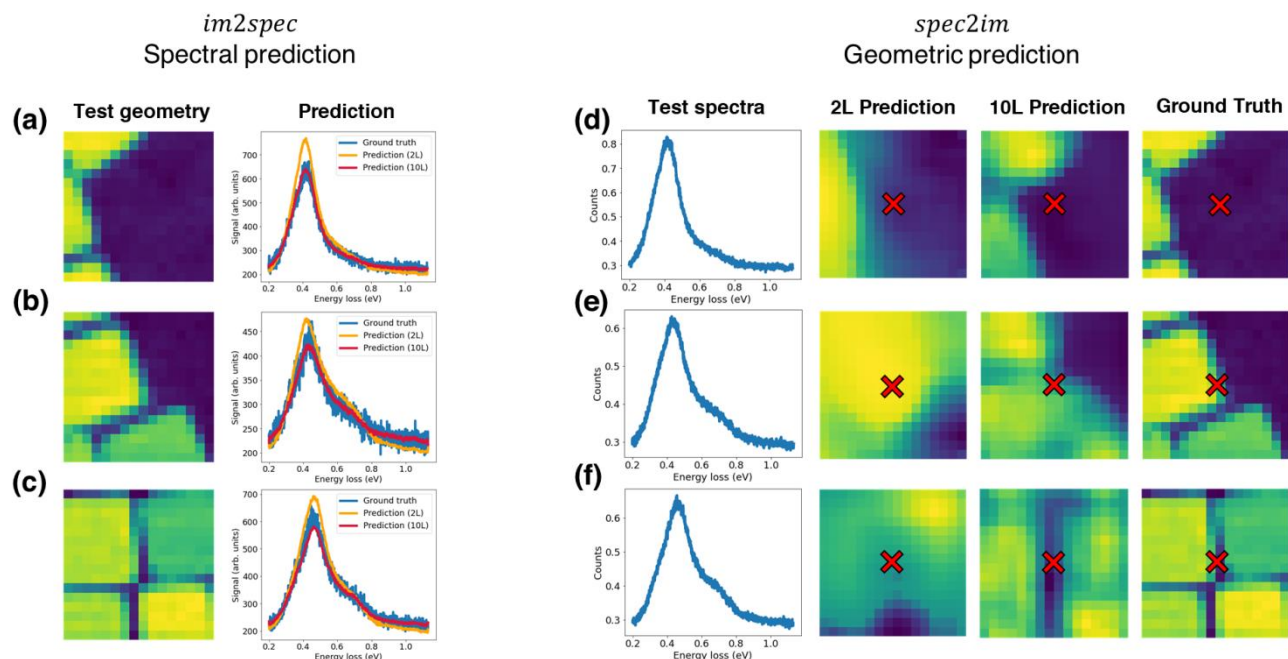 im2spec
Spectral prediction
spec2im
Geometric prediction
Test geometry
Prediction
Test spectra
2L Prediction
10L Prediction
Ground Truth
(a)
Signal (arb. units)
700
600
500
400
300
200
Ground truth
Prediction (2L)
Prediction (10L)
0.2 0.4 0.6 0.8 1.0
Energy loss (eV)
(b)
Signal (arb. units)
450
400
350
300
250
200
Ground truth
Prediction (2L)
Prediction (10L)
0.2 0.4 0.6 0.8 1.0
Energy loss (eV)
(c)
Signal (arb. units)
700
600
500
400
300
200
Ground truth
Prediction (2L)
Prediction (10L)
0.2 0.4 0.6 0.8 1.0
Energy loss (eV)
(d)
Counts
0.8
0.7
0.6
0.5
0.4
0.3
0.2 0.4 0.6 0.8 1.0
Energy loss (eV)
(e)
Counts
0.6
0.5
0.4
0.3
0.2 0.4 0.6 0.8 1.0
Energy loss (eV)
(f)
Counts
0.6
0.5
0.4
0.3
0.2 0.4 0.6 0.8 1.0
Energy loss (eV)